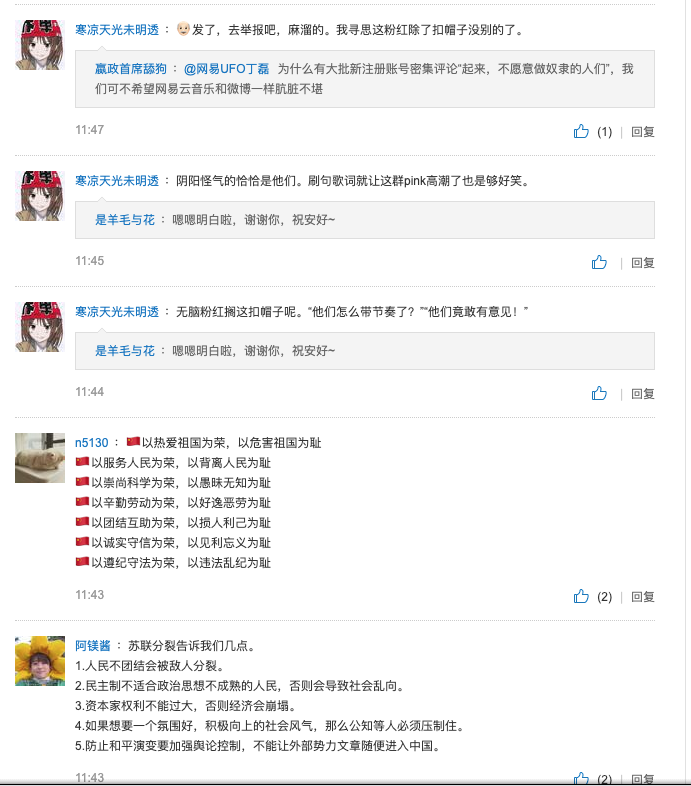 寒凉天光未明透 ： 👴🏻发了，去举报吧，麻溜的。我寻思这粉红除了扣帽子没别的了。
嬴政首席舔狗 ： @网易UFO丁磊 为什么有大批新注册账号密集评论“起来，不愿意做奴隶的人们”，我
们可不希望网易云音乐和微博一样肮脏不堪
11:47
(1) | 回复
寒凉天光未明透 ： 阴阳怪气的恰恰是他们。刷句歌词就让这群pink高潮了也是够好笑。
是羊毛与花 ： 嗯嗯明白啦，谢谢你，祝安好~
11:45
| 回复
寒凉天光未明透 ： 无脑粉红搁这扣帽子呢。“他们怎么带节奏了？”“他们竟敢有意见！”
是羊毛与花 ： 嗯嗯明白啦，谢谢你，祝安好~
11:44
| 回复
n5130 ： 🇨🇳以热爱祖国为荣，以危害祖国为耻
🇨🇳以服务人民为荣，以背离人民为耻
🇨🇳以崇尚科学为荣，以愚昧无知为耻
🇨🇳以辛勤劳动为荣，以好逸恶劳为耻
🇨🇳以团结互助为荣，以损人利己为耻
🇨🇳以诚实守信为荣，以见利忘义为耻
🇨🇳以遵纪守法为荣，以违法乱纪为耻
11:43
(2) | 回复
阿镁酱 ： 苏联分裂告诉我们几点。
1.人民不团结会被敌人分裂。
2.民主制不适合政治思想不成熟的人民，否则会导致社会乱向。
3.资本家权利不能过大，否则经济会崩塌。
4.如果想要一个氛围好，积极向上的社会风气，那么公知等人必须压制住。
5.防止和平演变要加强舆论控制，不能让外部势力文章随便进入中国。
11:43
(2) | 回复